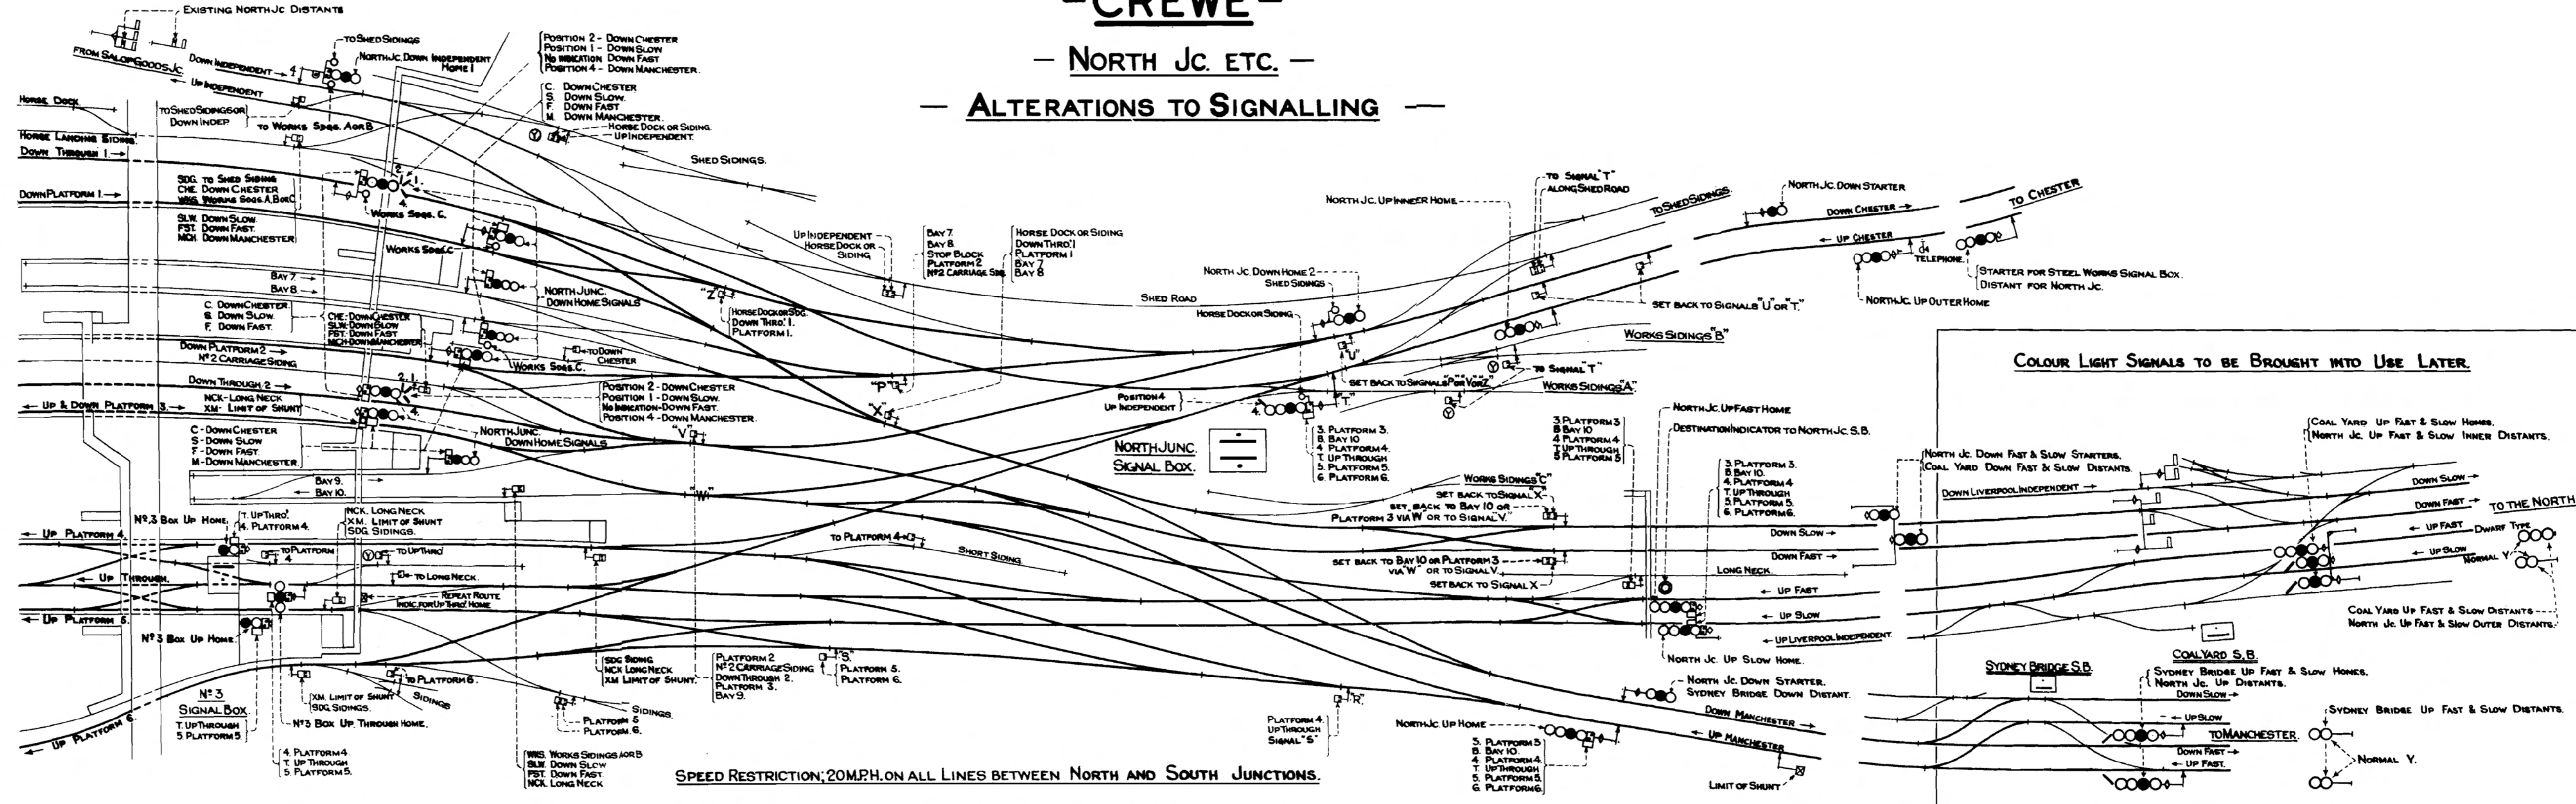 -CREWE-
- NORTH JC. ETC. -
- ALTERATIONS TO SIGNALLING -
EXISTING NORTH JC DISTANTS
FROM SALOP GOODS JC.
DOWN INDEPENDENT
UP INDEPENDENT
4
TO SHED SIDINGS
NORTH JC. DOWN INDEPENDENT
HOME 1
POSITION 2 - DOWN CHESTER
POSITION 1 - DOWN SLOW
NO INDICATION DOWN FAST
POSITION 4 - DOWN MANCHESTER.
C. DOWN CHESTER
S. DOWN SLOW.
F. DOWN FAST
M. DOWN MANCHESTER.
HORSE DOCK OR SIDING.
UP INDEPENDENT.
Y
HORSE DOCK.
TO SHED SIDINGS OR
DOWN INDEP.
TO WORKS SDGS. A OR B
HORSE LANDING SIDING.
DOWN THROUGH 1.
SHED SIDINGS.
DOWN PLATFORM 1.
SDG. TO SHED SIDING
CHE. DOWN CHESTER
WKS. WORKS SDGS. A, B OR C
SLW. DOWN SLOW.
FST. DOWN FAST.
MCH. DOWN MANCHESTER
2.
1.
4.
WORKS SDGS. C.
WORKS SDGS. C
BAY 7.
BAY 8.
NORTH JUNC.
DOWN HOME SIGNALS
C. DOWN CHESTER.
S. DOWN SLOW.
F. DOWN FAST.
CHE. DOWN CHESTER
SLW. DOWN SLOW
FST. DOWN FAST
MCH. DOWN MANCHESTER
DOWN PLATFORM 2
Nº 2 CARRIAGE SIDING
TO DOWN
CHESTER
WORKS SDGS. C.
DOWN THROUGH 2
NCK - LONG NECK
XM - LIMIT OF SHUNT
UP & DOWN PLATFORM 3.
2. 1.
4.
POSITION 2 - DOWN CHESTER
POSITION 1 - DOWN SLOW.
NO INDICATION - DOWN FAST.
POSITION 4 - DOWN MANCHESTER.
C - DOWN CHESTER
S - DOWN SLOW
F - DOWN FAST.
M - DOWN MANCHESTER.
NORTH JUNC.
DOWN HOME SIGNALS
BAY 9.
BAY 10.
"Z"
HORSE DOCK OR SDG.
DOWN THRO. 1.
PLATFORM 1.
UP INDEPENDENT
HORSE DOCK OR
SIDING
BAY 7.
BAY 8.
STOP BLOCK
PLATFORM 2
Nº2 CARRIAGE SDG.
HORSE DOCK OR SIDING
DOWN THRO. 1
PLATFORM 1
BAY 7
BAY 8
"P"
"X"
"V"
"W"
SHED ROAD
NORTH JC. UP INNER HOME
TO SIGNAL "T"
ALONG SHED ROAD
TO SHED SIDINGS
NORTH JC. DOWN STARTER
DOWN CHESTER
TO CHESTER
UP CHESTER
TELEPHONE.
STARTER FOR STEEL WORKS SIGNAL BOX.
DISTANT FOR NORTH JC.
NORTH JC. UP OUTER HOME
NORTH JC. DOWN HOME 2
SHED SIDINGS
HORSE DOCK OR SIDING
SET BACK TO SIGNALS "U" OR "T."
"U"
WORKS SIDINGS "B"
SET BACK TO SIGNALS "P" OR "V" OR "Z"
Y
TO SIGNAL "T"
WORKS SIDINGS "A".
POSITION 4
UP INDEPENDENT
4.
"T."
Y
3. PLATFORM 3.
B. BAY 10
4. PLATFORM 4.
T. UP THROUGH
5. PLATFORM 5.
6. PLATFORM 6.
NORTH JUNC.
SIGNAL BOX.
3. PLATFORM 3
B BAY 10
4 PLATFORM 4
T. UP THROUGH
5 PLATFORM 5
NORTH JC. UP FAST HOME
DESTINATION INDICATOR TO NORTH JC. S.B.
3. PLATFORM 3.
B. BAY 10.
4. PLATFORM 4
T. UP THROUGH
5. PLATFORM 5.
6. PLATFORM 6.
WORKS SIDINGS "C"
SET BACK TO SIGNAL X
SET BACK TO BAY 10 OR
PLATFORM 3 VIA "W" OR TO SIGNAL "V".
SET BACK TO BAY 10 OR PLATFORM 3
VIA "W" OR TO SIGNAL V.
SET BACK TO SIGNAL X
DOWN SLOW
DOWN FAST
LONG NECK
UP FAST
UP SLOW
UP LIVERPOOL INDEPENDENT
NORTH JC. UP SLOW HOME.
COLOUR LIGHT SIGNALS TO BE BROUGHT INTO USE LATER.
COAL YARD UP FAST & SLOW HOMES.
NORTH JC. UP FAST & SLOW INNER DISTANTS.
NORTH JC. DOWN FAST & SLOW STARTERS.
COAL YARD DOWN FAST & SLOW DISTANTS.
DOWN LIVERPOOL INDEPENDENT
DOWN SLOW
DOWN FAST
TO THE NORTH
UP FAST
DWARF TYPE
UP SLOW
NORMAL Y
COAL YARD UP FAST & SLOW DISTANTS
NORTH JC. UP FAST & SLOW OUTER DISTANTS.
COAL YARD S.B.
SYDNEY BRIDGE S.B.
SYDNEY BRIDGE UP FAST & SLOW HOMES.
NORTH JC. UP DISTANTS.
DOWN SLOW
UP SLOW
TO MANCHESTER.
DOWN FAST
UP FAST.
SYDNEY BRIDGE UP FAST & SLOW DISTANTS.
NORMAL Y.
UP PLATFORM 4.
Nº.3 BOX UP HOME.
T. UP THRO.
4. PLATFORM 4.
NCK. LONG NECK
XM. LIMIT OF SHUNT
SDG. SIDINGS.
TO PLATFORM
4
Y
TO UP THRO'
UP THROUGH.
TO LONG NECK.
REPEAT ROUTE
INDIC. FOR UP THRO. HOME
UP PLATFORM 5.
Nº 3 BOX UP HOME.
TO PLATFORM 4
SHORT SIDING
Nº 3
SIGNAL BOX.
T. UP THROUGH
5. PLATFORM 5.
XM. LIMIT OF SHUNT
SDG. SIDINGS.
TO PLATFORM 6.
SIDINGS
Nº3 BOX UP THROUGH HOME.
UP PLATFORM 6.
4. PLATFORM 4
T. UP THROUGH
5. PLATFORM 5.
PLATFORM 5
PLATFORM 6.
SIDINGS.
WKS. WORKS SIDINGS A OR B
SLW. DOWN SLOW
FST. DOWN FAST.
NCK. LONG NECK
SDG SIDING
NCK LONG NECK
XM LIMIT OF SHUNT.
PLATFORM 2
Nº 2 CARRIAGE SIDING
DOWN THROUGH 2.
PLATFORM 3.
BAY 9.
"S."
PLATFORM 5.
PLATFORM 6.
SPEED RESTRICTION; 20 M.P.H. ON ALL LINES BETWEEN NORTH AND SOUTH JUNCTIONS.
"R".
PLATFORM 4.
UP THROUGH
SIGNAL "S"
NORTH JC. UP HOME
3. PLATFORM 3
B. BAY 10.
4. PLATFORM 4.
T. UP THROUGH
5. PLATFORM 5.
6. PLATFORM 6.
NORTH JC. DOWN STARTER.
SYDNEY BRIDGE DOWN DISTANT.
DOWN MANCHESTER
UP MANCHESTER
LIMIT OF SHUNT